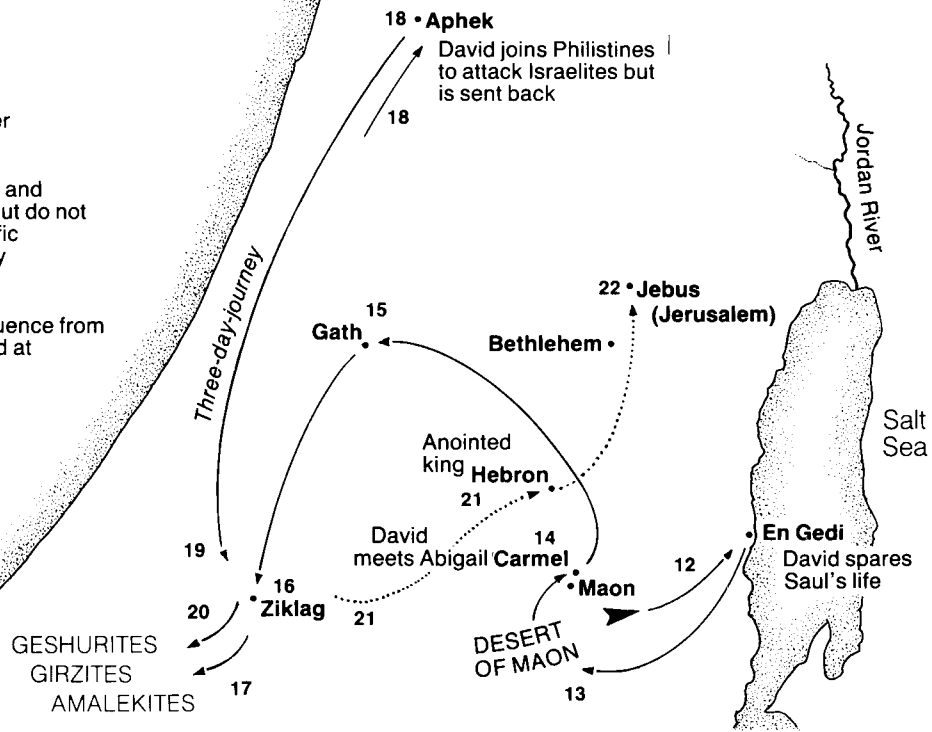 18 • Aphek
David joins Philistines
to attack Israelites but
is sent back
18
er
and
ut do not
fic
y
uence from
d at
Jordan River
Three-day-journey
22 • Jebus
(Jerusalem)
15
Gath
Bethlehem •
Salt
Sea
Anointed
king Hebron
21
David
meets Abigail
14
Carmel
Maon
12
En Gedi
David spares
Saul's life
19
16
Ziklag
20
21
GESHURITES
GIRZITES
AMALEKITES
17
DESERT
OF MAON
13